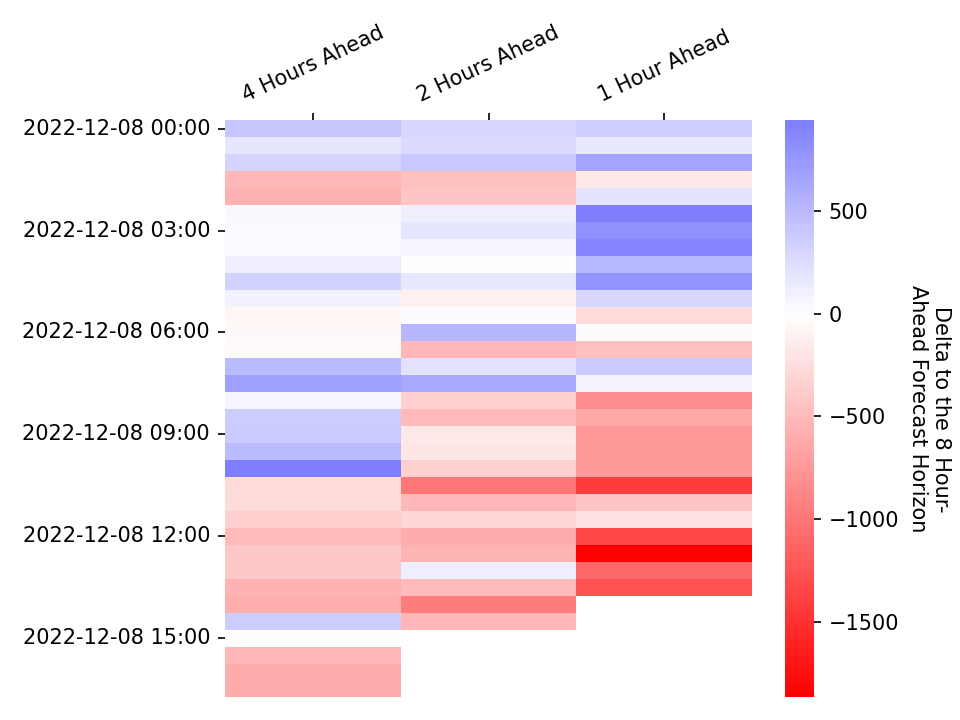 4 Hours Ahead
2 Hours Ahead
1 Hour Ahead
2022-12-08 00:00
2022-12-08 03:00
2022-12-08 06:00
2022-12-08 09:00
2022-12-08 12:00
2022-12-08 15:00
500
0
−500
−1000
−1500
Delta to the 8 Hour-
Ahead Forecast Horizon